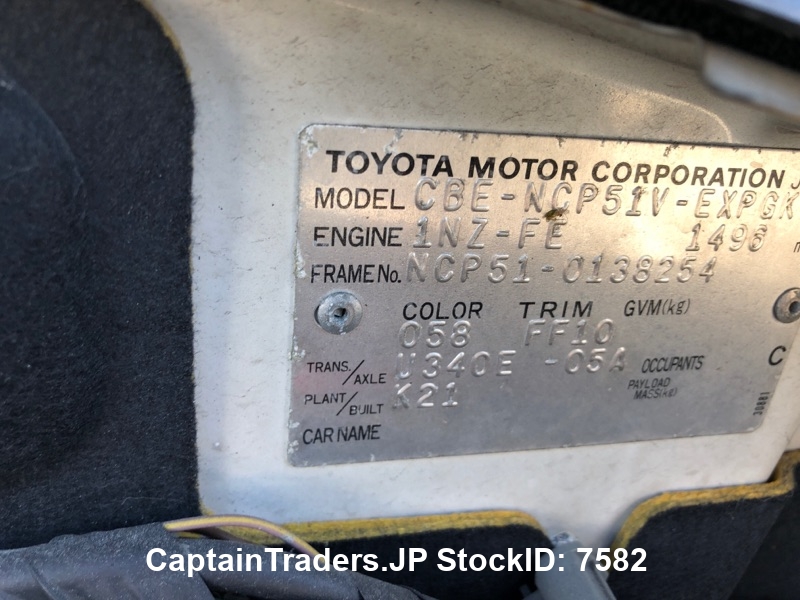 TOYOTA MOTOR CORPORATION J
MODEL CBE-NCP51V-EXPGK
ENGINE 1NZ-FE 1496
FRAME No. NCP51-0138254
COLOR TRIM GVM(kg)
058 FF10
TRANS./AXLE U340E -05A OCCUPANTS C
PLANT/BUILT K21 PAYLOAD MASS(kg)
CAR NAME
30881
CaptainTraders.JP StockID: 7582